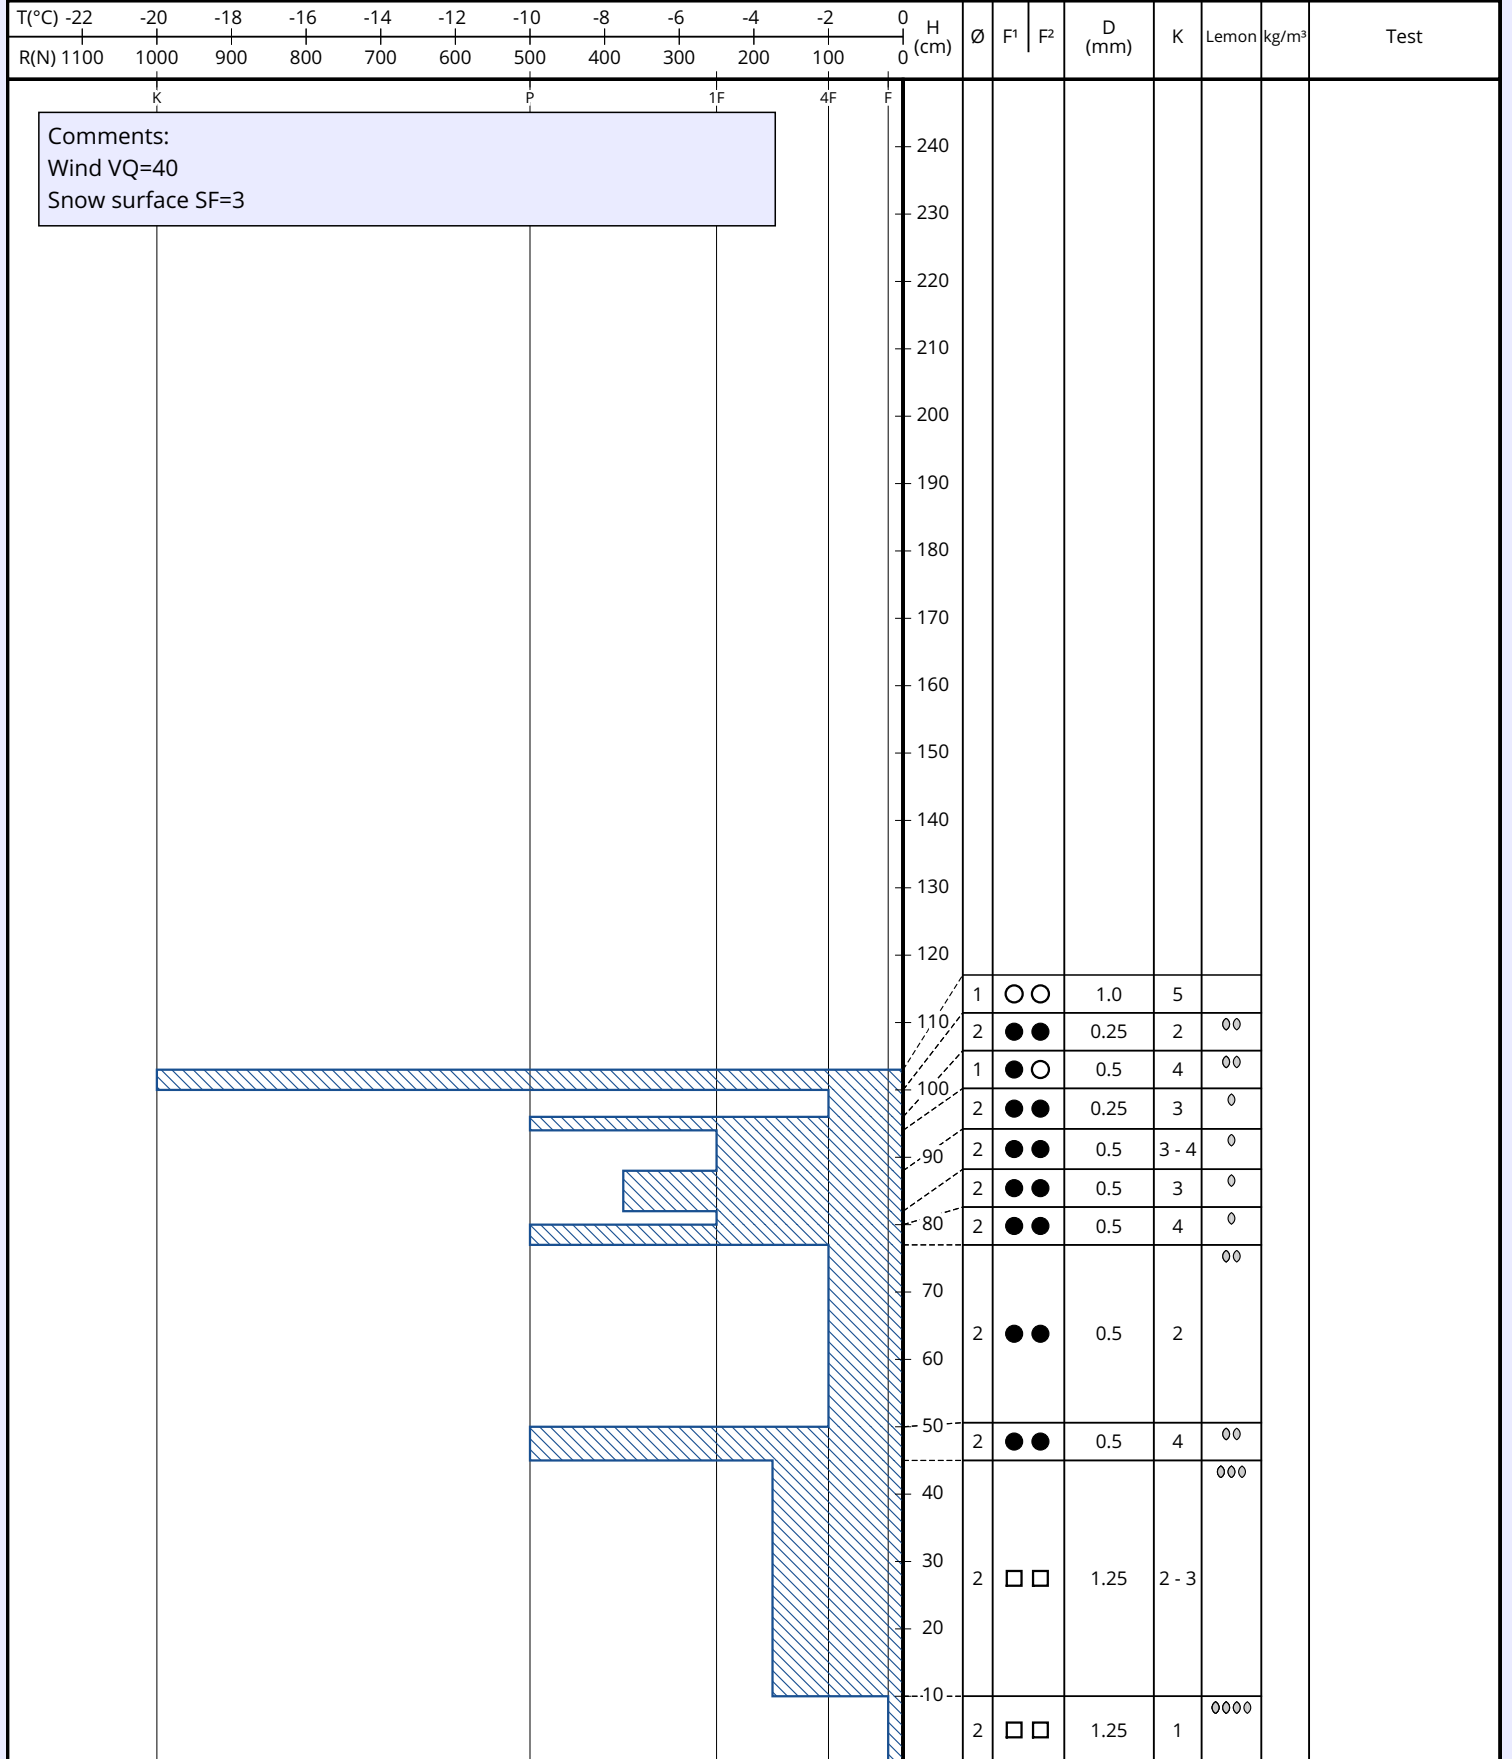 T(°C) -22 -20 -18 -16 -14 -12 -10 -8 -6 -4 -2 0
R(N) 1100 1000 900 800 700 600 500 400 300 200 100 0
H (cm) Ø F¹ F² D (mm) K Lemon kg/m³ Test
K P 1F 4F F
Comments:
Wind VQ=40
Snow surface SF=3
240
230
220
210
200
190
180
170
160
150
140
130
120
1 1.0 5
110
2 0.25 2
1 0.5 4
100
2 0.25 3
2 0.5 3 - 4
90
2 0.5 3
80
2 0.5 4
70
2 0.5 2
60
50
2 0.5 4
40
30
2 1.25 2 - 3
20
10
2 1.25 1